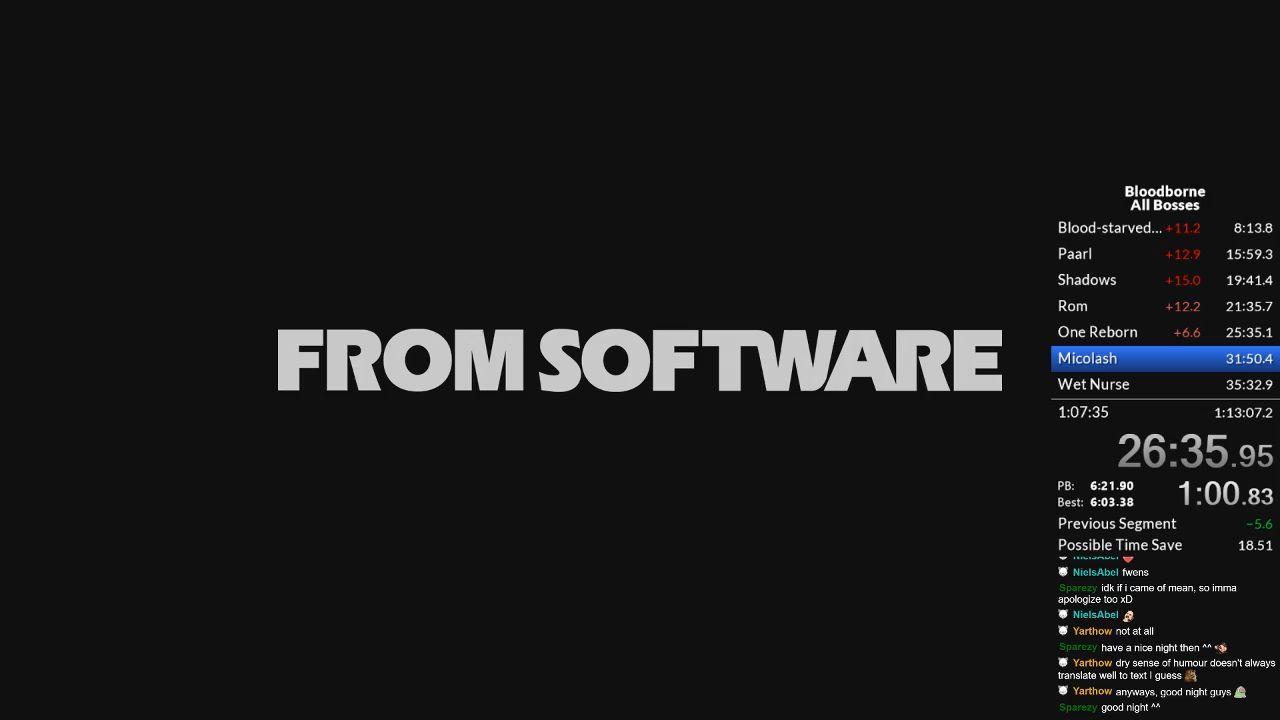 FROM SOFTWARE
Bloodborne
All Bosses
Blood-starved... +11.2 8:13.8
Paarl +12.9 15:59.3
Shadows +15.0 19:41.4
Rom +12.2 21:35.7
One Reborn +6.6 25:35.1
Micolash 31:50.4
Wet Nurse 35:32.9
1:07:35 1:13:07.2
26:35.95
PB: 6:21.90 1:00.83
Best: 6:03.38
Previous Segment −5.6
Possible Time Save 18.51
NielsAbel
NielsAbel fwens
Sparezy idk if i came of mean, so imma
apologize too xD
NielsAbel
Yarthow not at all
Sparezy have a nice night then ^^
Yarthow dry sense of humour doesn't always
translate well to text I guess
Yarthow anyways, good night guys
Sparezy good night ^^